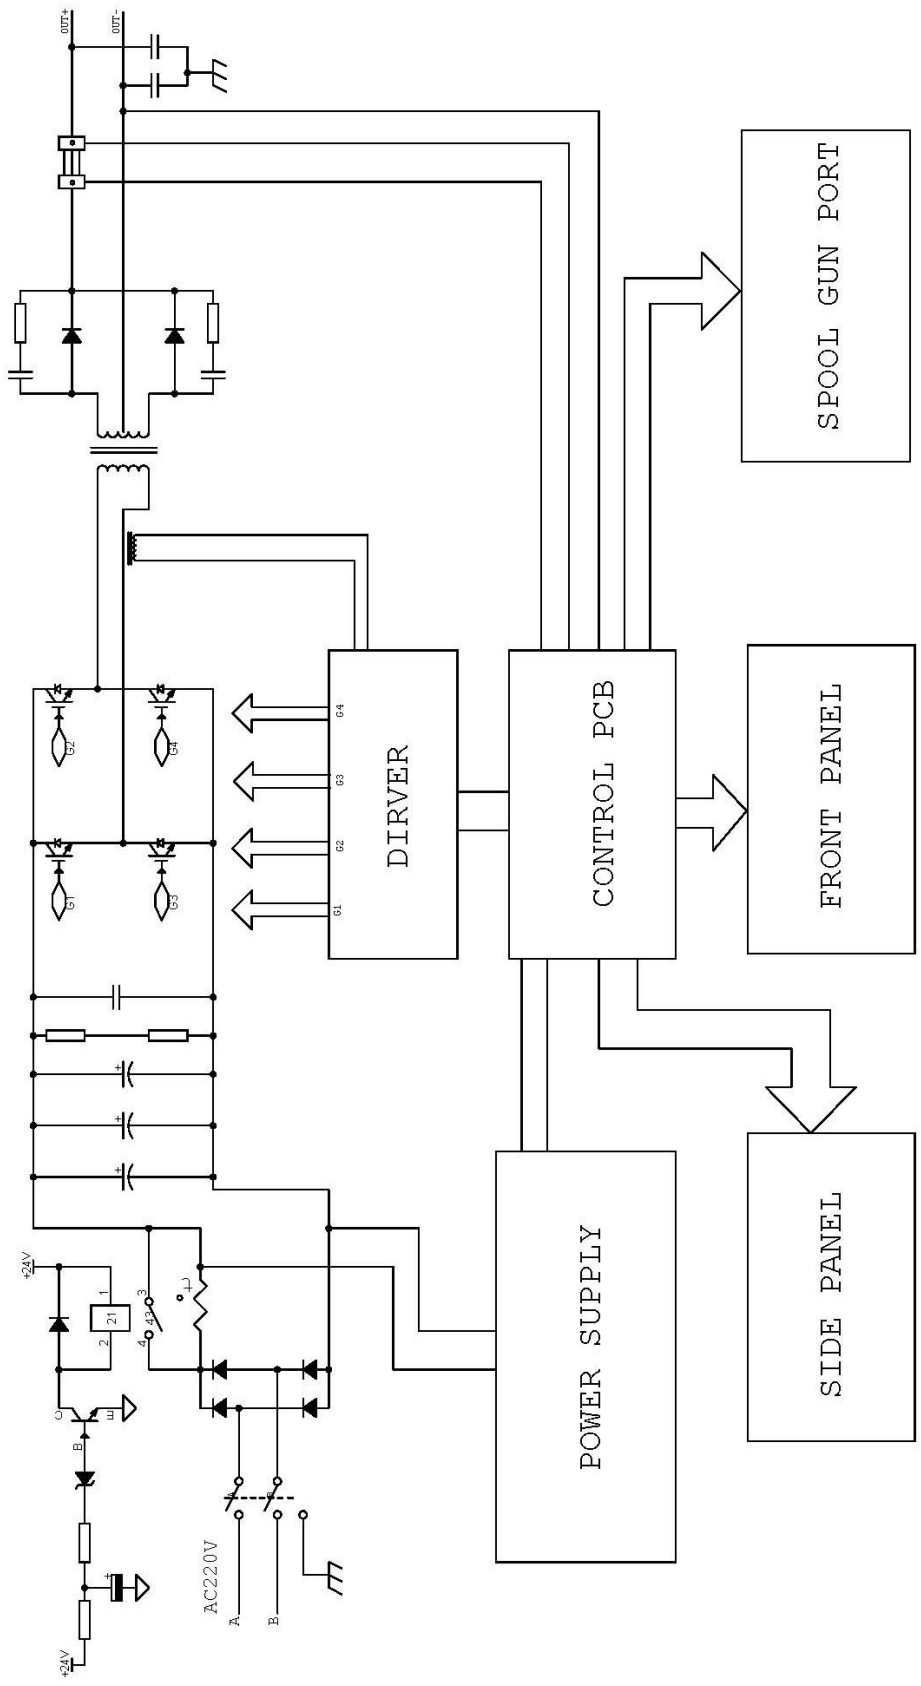 OUT+
OUT-
SPOOL GUN PORT
G2
G4
G1
G3
G4
G3
G2
G1
DIRVER
CONTROL PCB
FRONT PANEL
+
+
+
+24V
1
21
2
3
43
4
t°
C
B
E
POWER SUPPLY
SIDE PANEL
AC220V
A
B
A
B
+
+24V